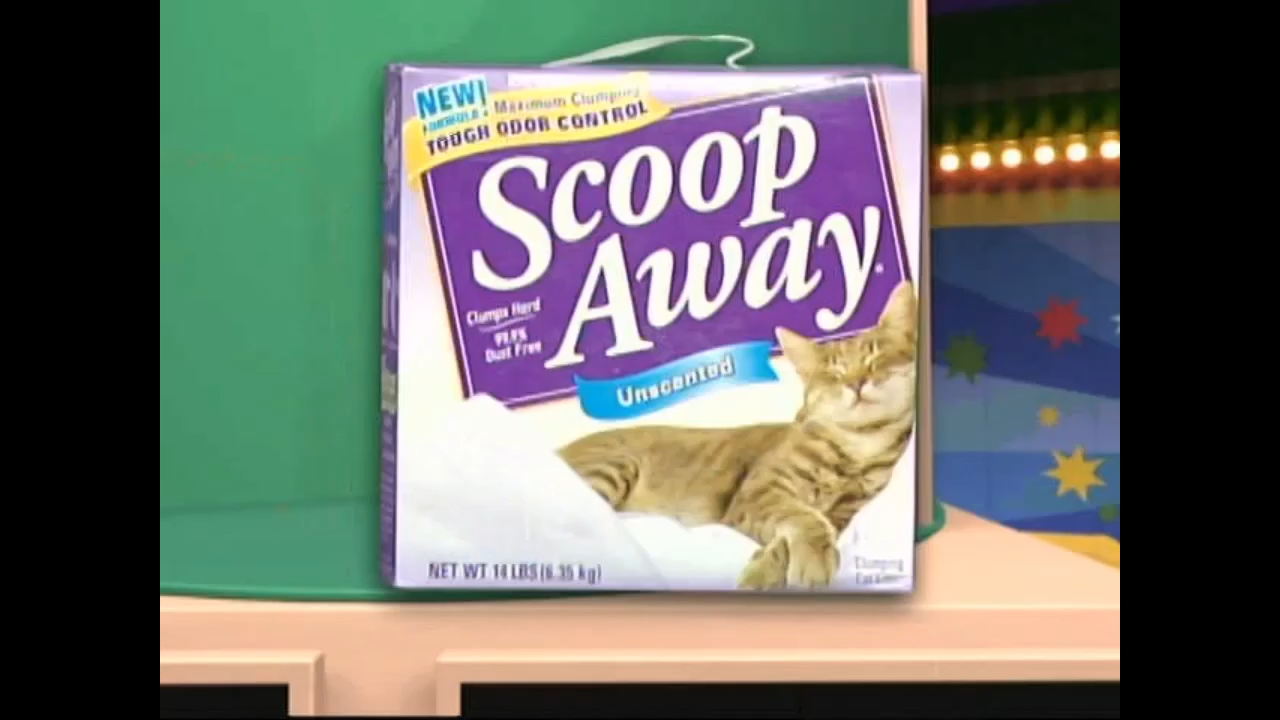 NEW!
FORMULA
Maximum Clumping
TOUGH ODOR CONTROL
Scoop
Away
Clumps Hard
99.9%
Dust Free
Unscented
NET WT 14 LBS (6.35 kg)
Clumping